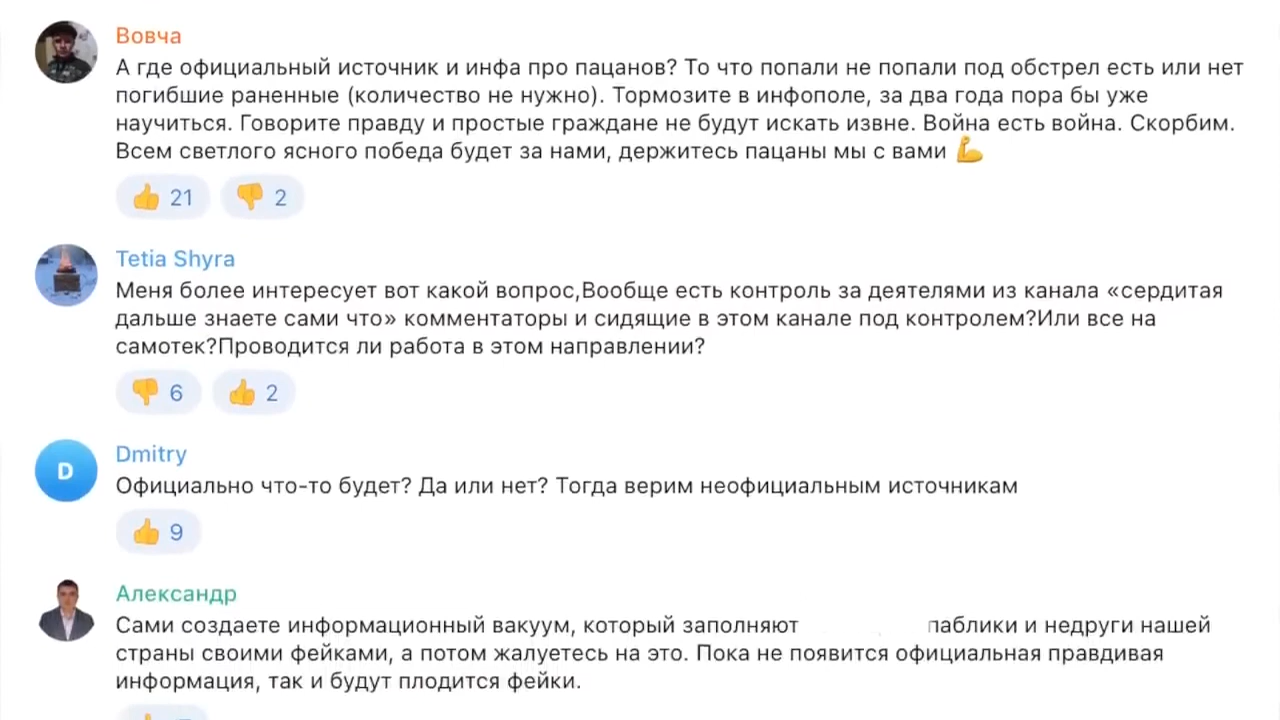 Вовча
А где официальный источник и инфа про пацанов? То что попали не попали под обстрел есть или нет
погибшие раненные (количество не нужно). Тормозите в инфополе, за два года пора бы уже
научиться. Говорите правду и простые граждане не будут искать извне. Война есть война. Скорбим.
Всем светлого ясного победа будет за нами, держитесь пацаны мы с вами 💪
👍 21 👎 2
Tetia Shyra
Меня более интересует вот какой вопрос,Вообще есть контроль за деятелями из канала «сердитая
дальше знаете сами что» комментаторы и сидящие в этом канале под контролем?Или все на
самотек?Проводится ли работа в этом направлении?
👎 6 👍 2
Dmitry
D
Официально что-то будет? Да или нет? Тогда верим неофициальным источникам
👍 9
Александр
Сами создаете информационный вакуум, который заполняют паблики и недруги нашей
страны своими фейками, а потом жалуетесь на это. Пока не появится официальная правдивая
информация, так и будут плодится фейки.